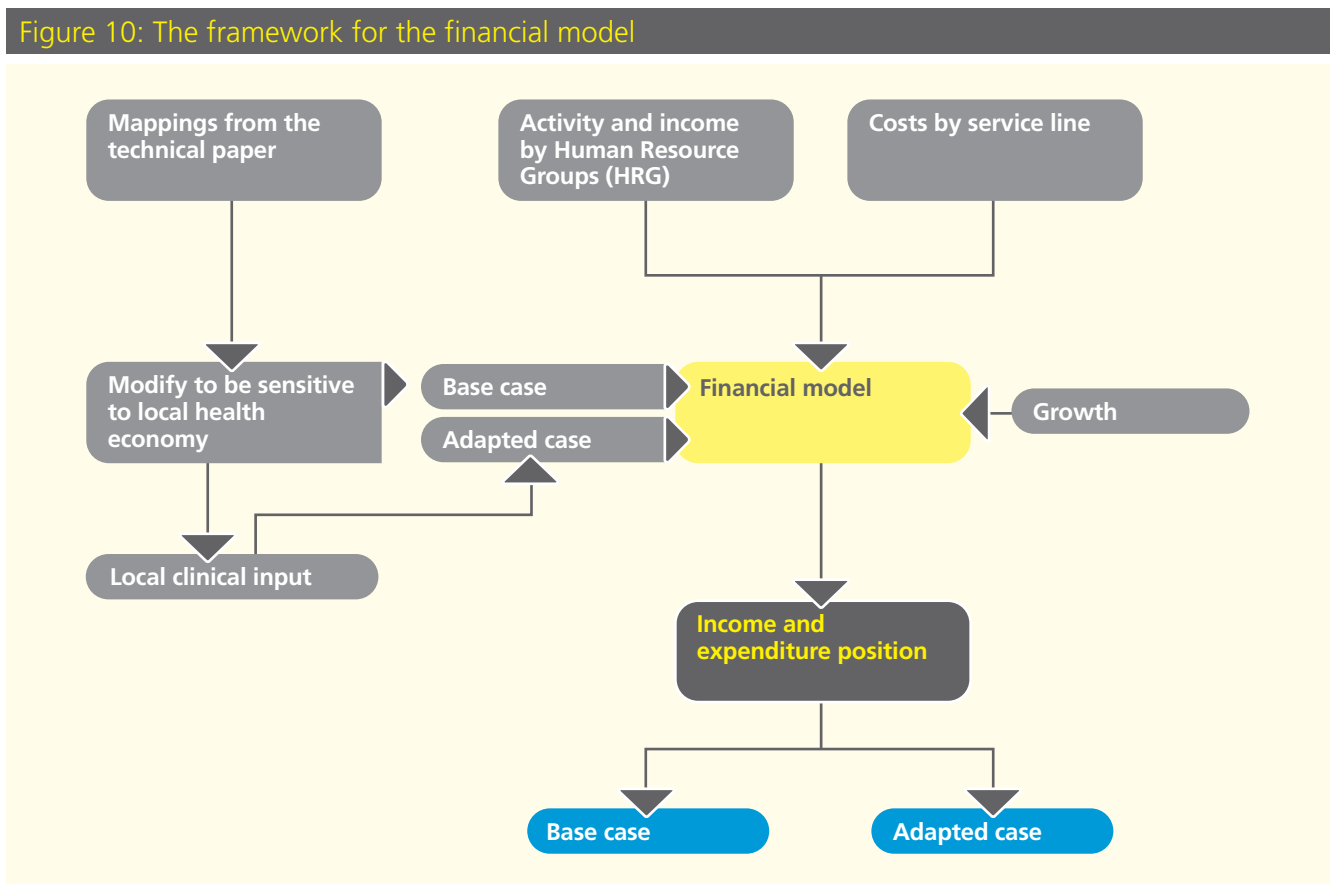 Figure 10: The framework for the financial model
Mappings from the
technical paper
Activity and income
by Human Resource
Groups (HRG)
Costs by service line
Modify to be sensitive
to local health
economy
Base case
Adapted case
Financial model
Growth
Local clinical input
Income and
expenditure position
Base case
Adapted case